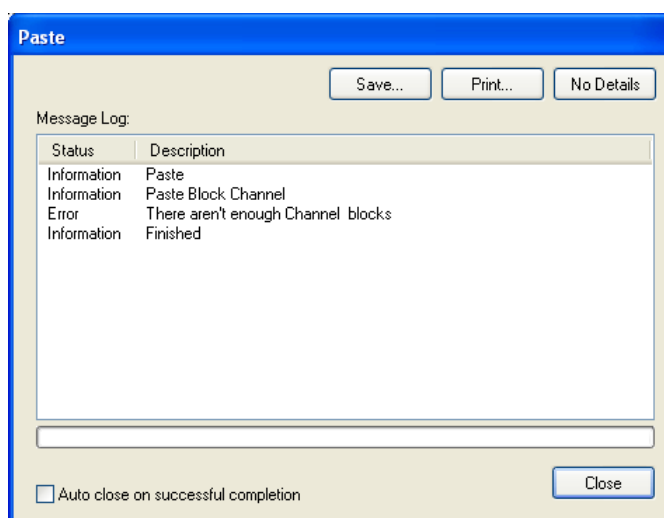 Paste
Save... Print... No Details
Message Log:
Status Description
Information Paste
Information Paste Block Channel
Error There aren't enough Channel  blocks
Information Finished
Close
Auto close on successful completion